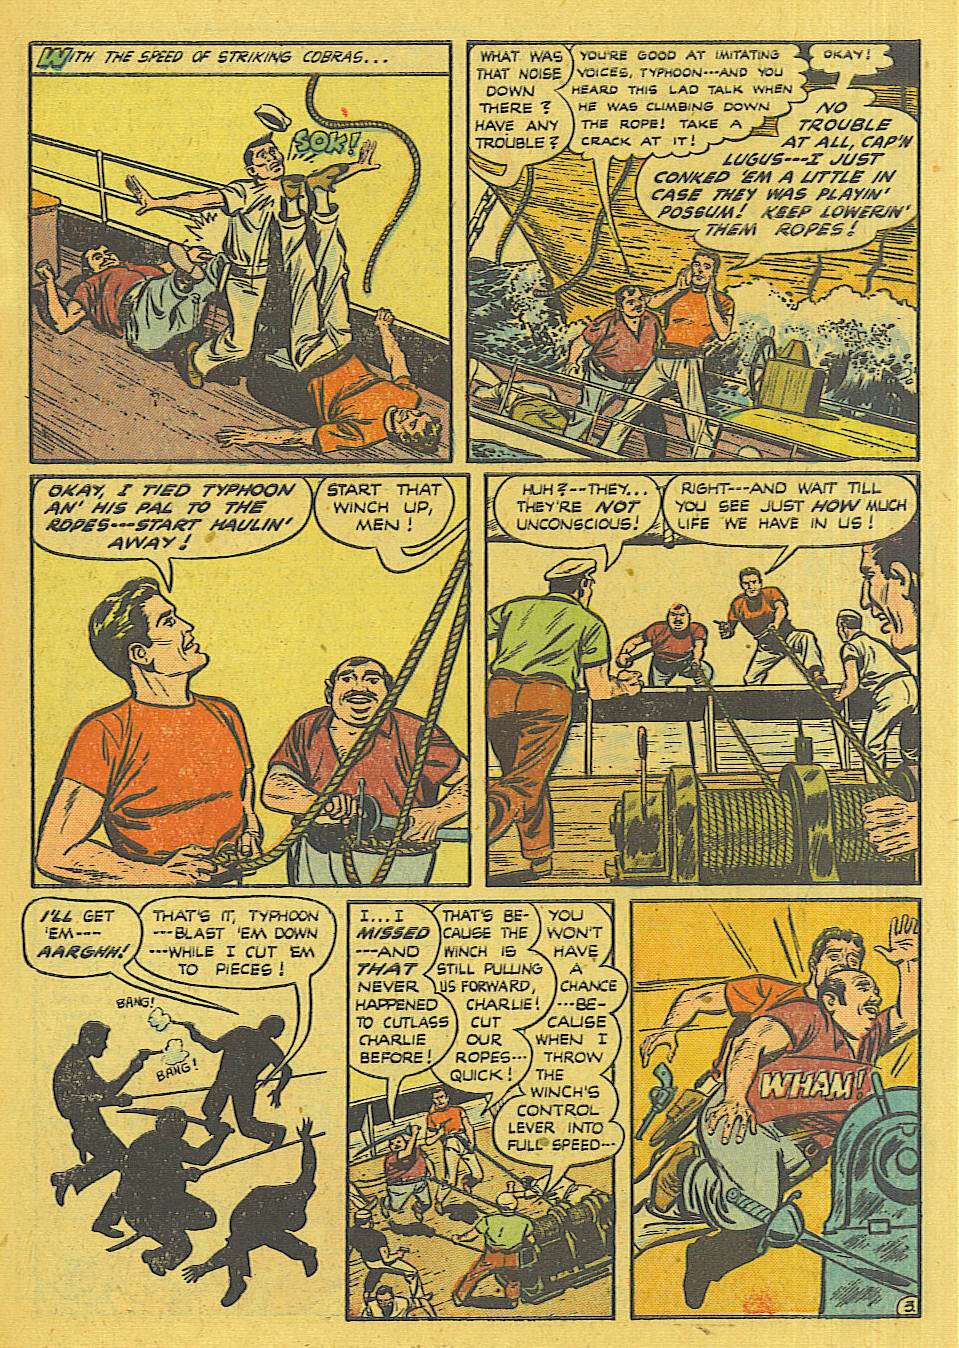 WITH THE SPEED OF STRIKING COBRAS...
SOK!
WHAT WAS
THAT NOISE
DOWN
THERE?
HAVE ANY
TROUBLE?
YOU'RE GOOD AT IMITATING
VOICES, TYPHOON---AND YOU
HEARD THIS LAD TALK WHEN
HE WAS CLIMBING DOWN
THE ROPE! TAKE A
CRACK AT IT!
OKAY!
NO
TROUBLE
AT ALL, CAP'N
LUGUS---I JUST
CONKED 'EM A LITTLE IN
CASE THEY WAS PLAYIN'
POSSUM! KEEP LOWERIN'
THEM ROPES!
OKAY, I TIED TYPHOON
AN' HIS PAL TO THE
ROPES---START HAULIN'
AWAY!
START THAT
WINCH UP,
MEN!
HUH?--THEY...
THEY'RE NOT
UNCONSCIOUS!
RIGHT---AND WAIT TILL
YOU SEE JUST HOW MUCH
LIFE WE HAVE IN US!
I'LL GET
'EM---
AARGHH!
THAT'S IT, TYPHOON
---BLAST 'EM DOWN
---WHILE I CUT 'EM
TO PIECES!
BANG!
BANG!
I...I
MISSED
---AND
THAT
NEVER
HAPPENED
TO CUTLASS
CHARLIE
BEFORE!
THAT'S BE-
CAUSE THE
WINCH IS
STILL PULLING
US FORWARD,
CHARLIE!
CUT
OUR
ROPES...
QUICK!
YOU
WON'T
HAVE
A
CHANCE
...BE-
CAUSE
WHEN I
THROW
THE
WINCH'S
CONTROL
LEVER INTO
FULL SPEED---
WHAM!
3